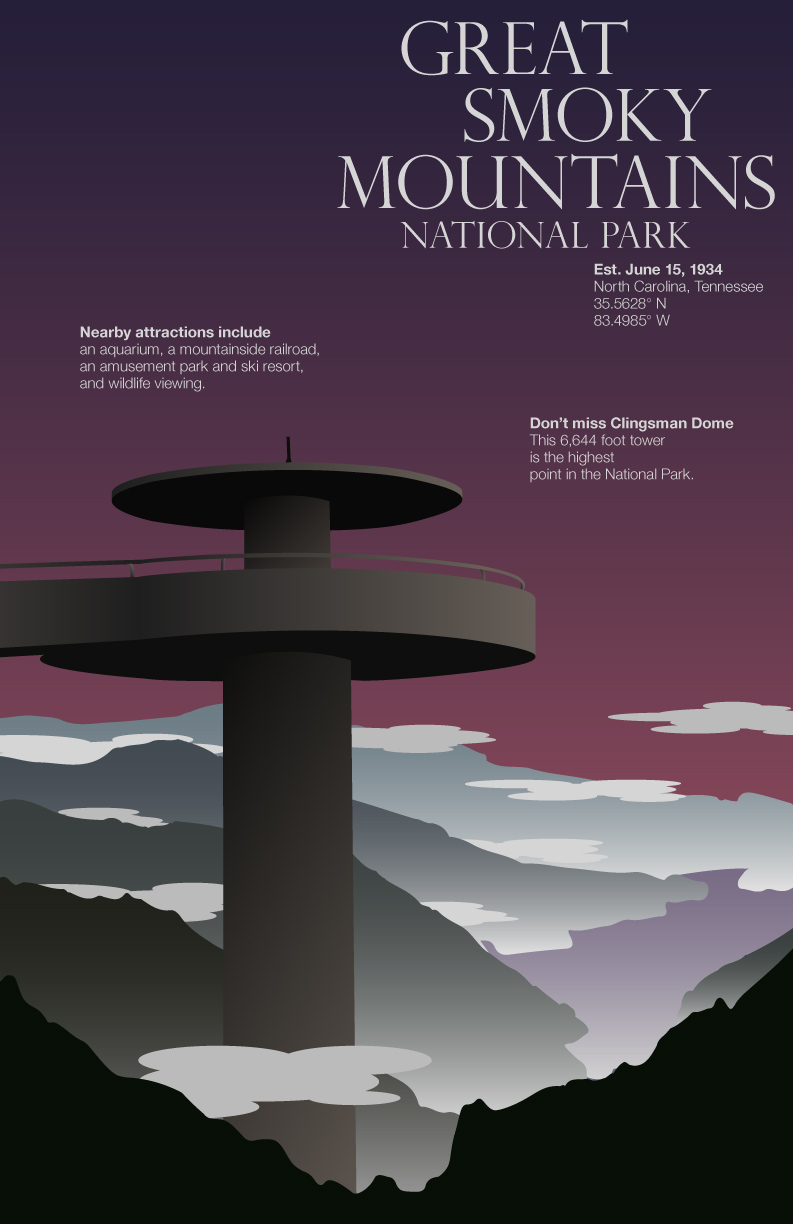 GREAT
SMOKY
MOUNTAINS
NATIONAL PARK
Est. June 15, 1934
North Carolina, Tennessee
35.5628° N
83.4985° W
Nearby attractions include
an aquarium, a mountainside railroad,
an amusement park and ski resort,
and wildlife viewing.
Don’t miss Clingsman Dome
This 6,644 foot tower
is the highest
point in the National Park.